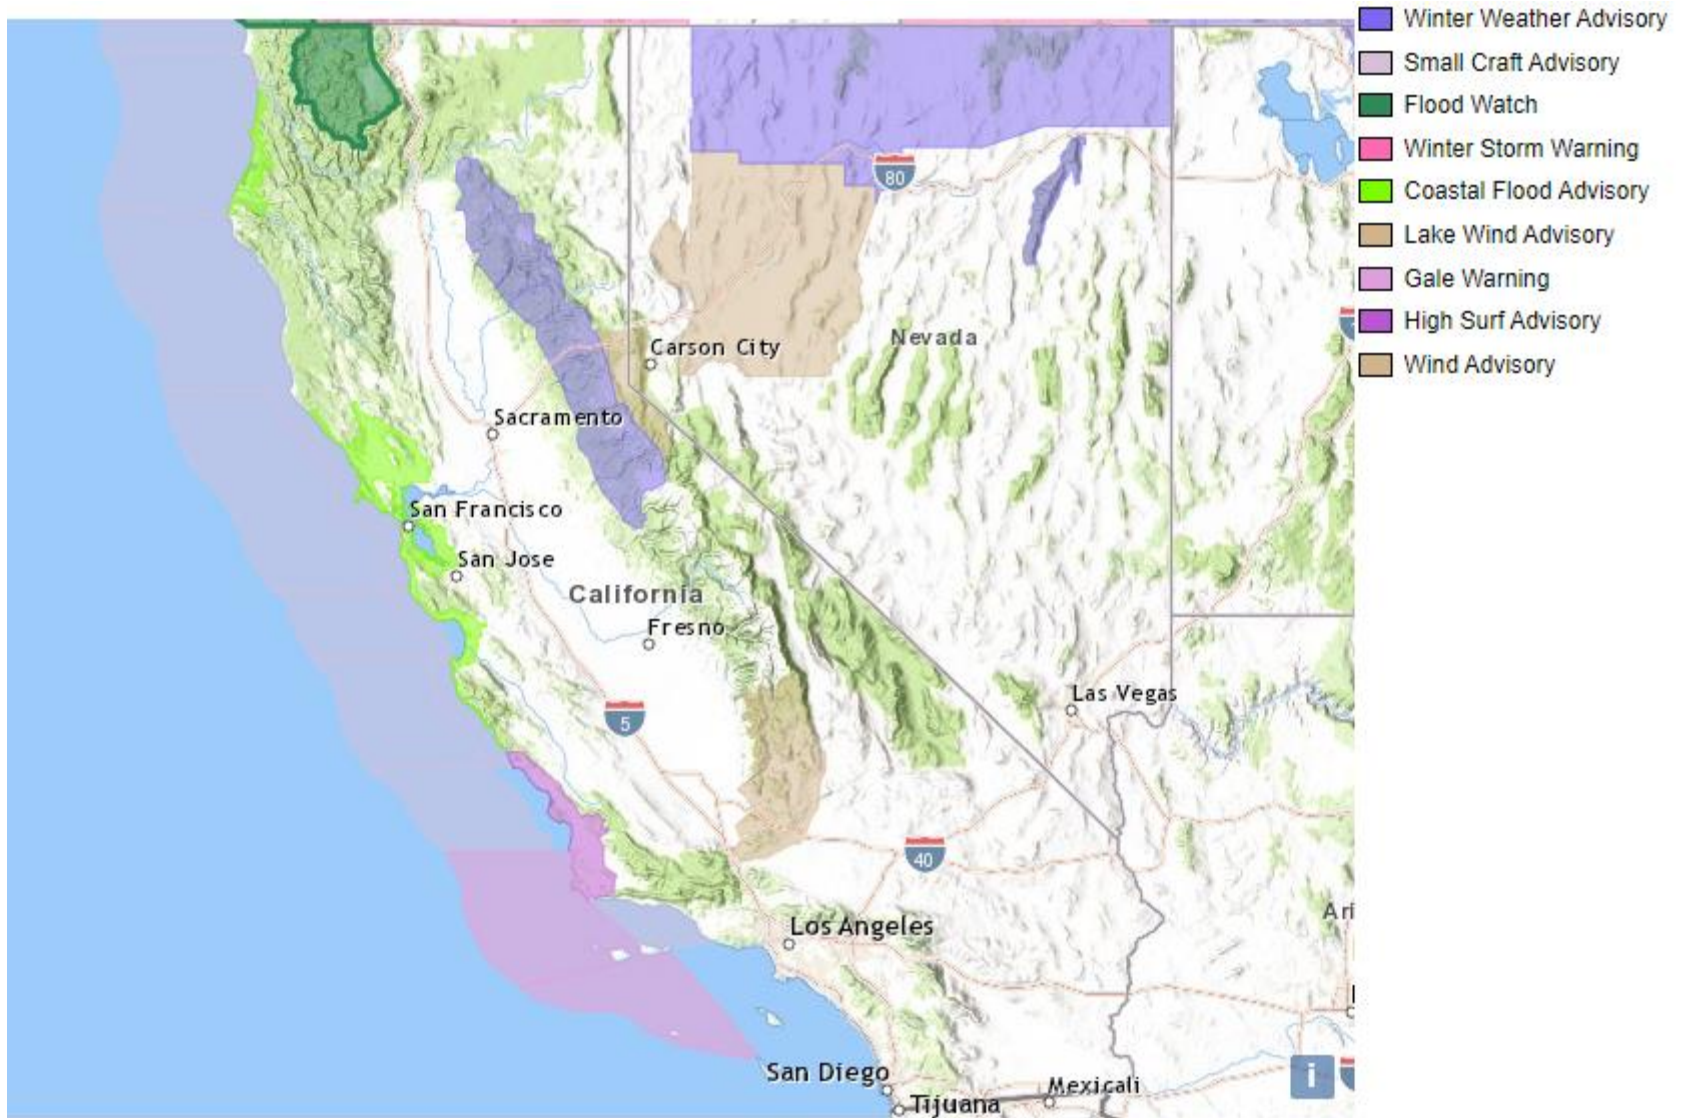 Winter Weather Advisory
Small Craft Advisory
Flood Watch
Winter Storm Warning
Coastal Flood Advisory
Lake Wind Advisory
Gale Warning
High Surf Advisory
Wind Advisory
80
Nevada
Carson City
Sacramento
San Francisco
San Jose
California
Fresno
Las Vegas
5
40
Ari
Los Angeles
San Diego
Mexicali
Tijuana
i